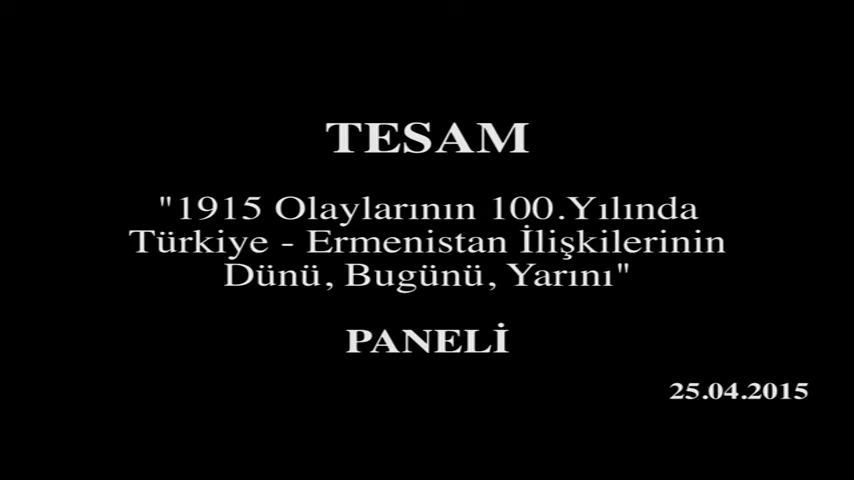 TESAM
"1915 Olaylarının 100.Yılında
Türkiye - Ermenistan İlişkilerinin
Dünü, Bugünü, Yarını"
PANELİ
25.04.2015